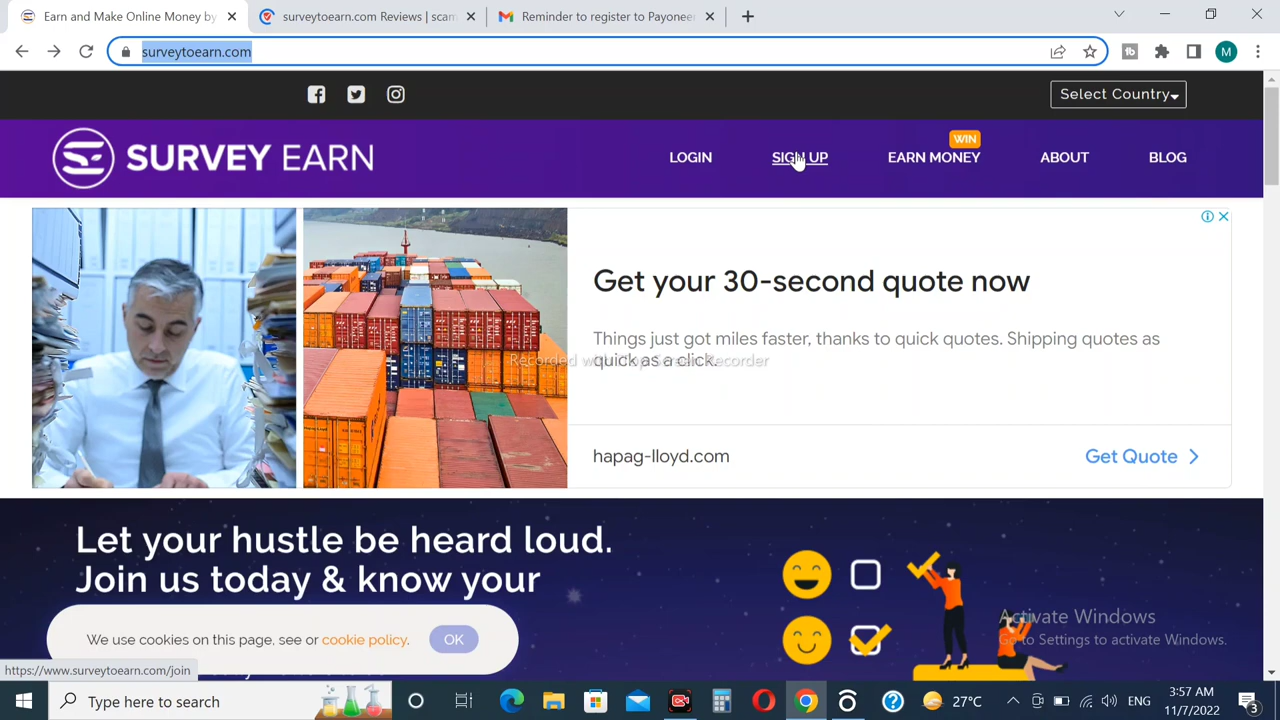 Earn and Make Online Money by
surveytoearn.com Reviews | scam
Reminder to register to Payoneer
surveytoearn.com
M
Select Country
SURVEY EARN
LOGIN
SIGN UP
WIN
EARN MONEY
ABOUT
BLOG
Get your 30-second quote now
Things just got miles faster, thanks to quick quotes. Shipping quotes as
quick as a click.
Recorded with
Recorder
hapag-lloyd.com
Get Quote
Let your hustle be heard loud.
Join us today & know your
We use cookies on this page, see or cookie policy.
OK
Activate Windows
Go to Settings to activate Windows.
https://www.surveytoearn.com/join
Type here to search
27°C
ENG
3:57 AM
11/7/2022
3